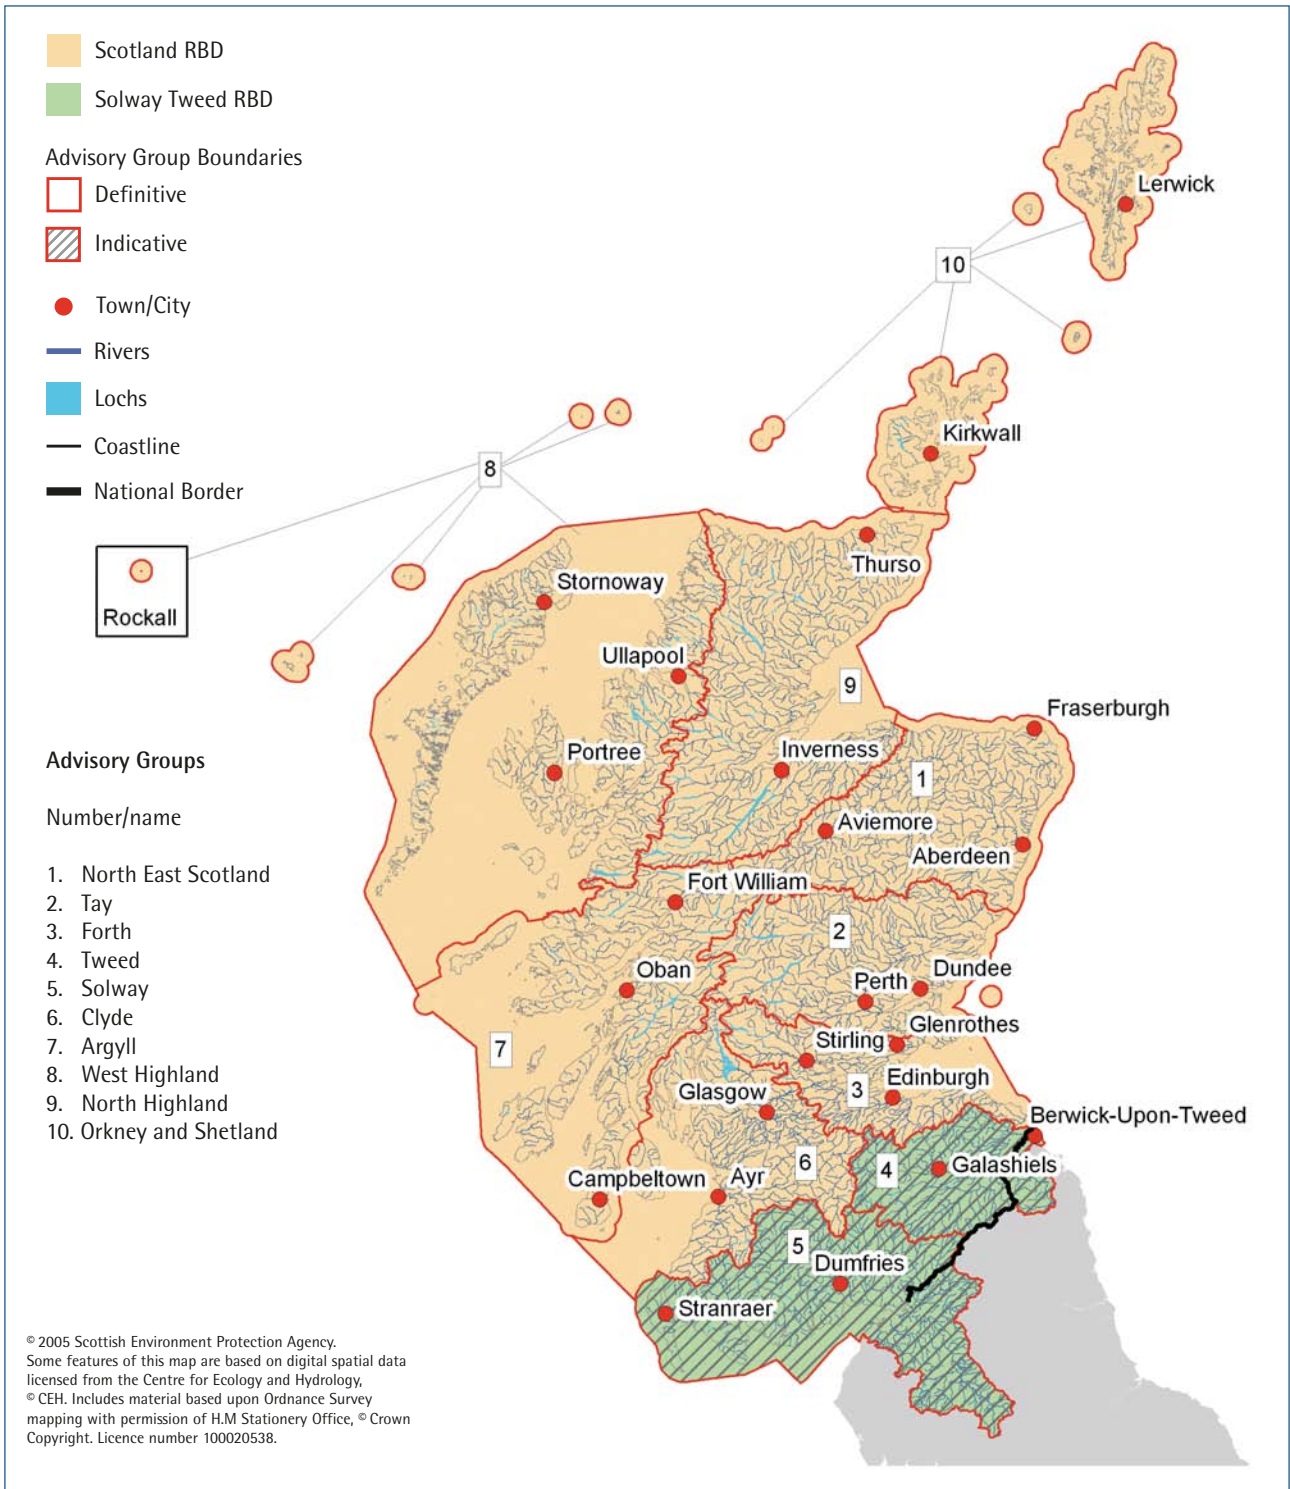 Scotland RBD
Solway Tweed RBD
Advisory Group Boundaries
Definitive
Indicative
Town/City
Rivers
Lochs
Coastline
National Border
Lerwick
10
Kirkwall
8
Thurso
Rockall
Stornoway
Ullapool
9
Fraserburgh
Portree
Inverness
1
Aviemore
Aberdeen
Fort William
2
Oban
Perth
Dundee
Glenrothes
Stirling
7
Edinburgh
3
Glasgow
Berwick-Upon-Tweed
6
4
Galashiels
Campbeltown
Ayr
5
Dumfries
Stranraer
Advisory Groups
Number/name
1. North East Scotland
2. Tay
3. Forth
4. Tweed
5. Solway
6. Clyde
7. Argyll
8. West Highland
9. North Highland
10. Orkney and Shetland
© 2005 Scottish Environment Protection Agency.
Some features of this map are based on digital spatial data
licensed from the Centre for Ecology and Hydrology,
© CEH. Includes material based upon Ordnance Survey
mapping with permission of H.M Stationery Office, © Crown
Copyright. Licence number 100020538.